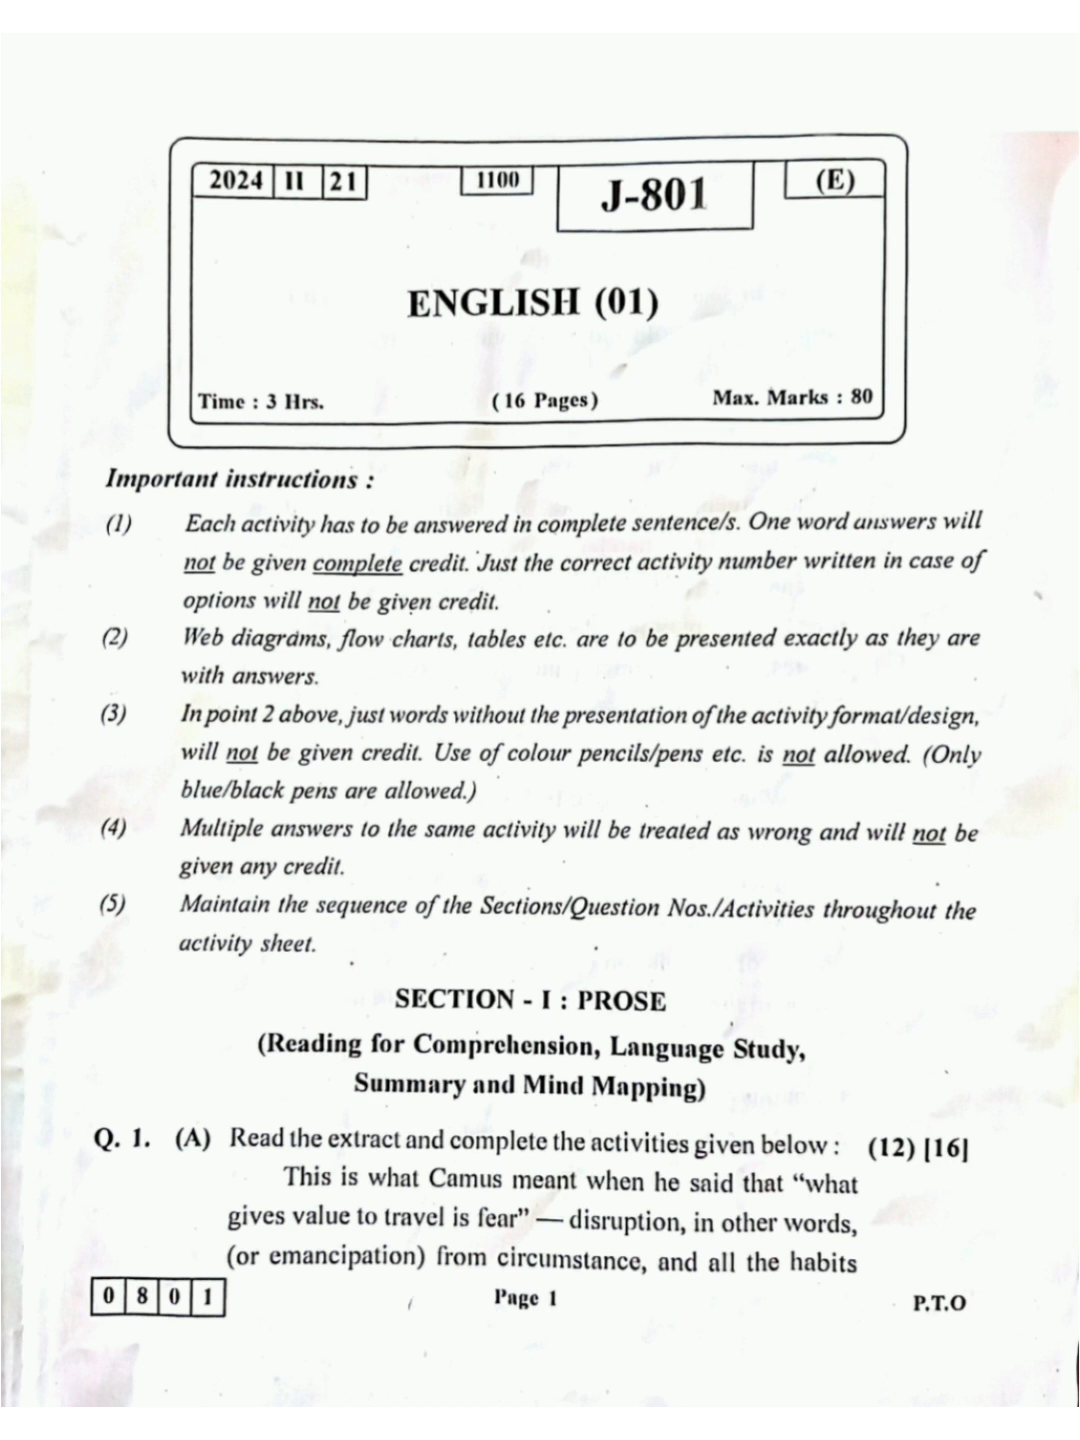 2024 II 21 1100 J-801 (E)
ENGLISH (01)
Time : 3 Hrs. (16 Pages) Max. Marks : 80
Important instructions :
(1) Each activity has to be answered in complete sentence/s. One word answers will
not be given complete credit. Just the correct activity number written in case of
options will not be given credit.
(2) Web diagrams, flow charts, tables etc. are to be presented exactly as they are
with answers.
(3) In point 2 above, just words without the presentation of the activity format/design,
will not be given credit. Use of colour pencils/pens etc. is not allowed. (Only
blue/black pens are allowed.)
(4) Multiple answers to the same activity will be treated as wrong and will not be
given any credit.
(5) Maintain the sequence of the Sections/Question Nos./Activities throughout the
activity sheet.
SECTION - I : PROSE
(Reading for Comprehension, Language Study,
Summary and Mind Mapping)
Q. 1. (A) Read the extract and complete the activities given below : (12) [16]
This is what Camus meant when he said that “what
gives value to travel is fear” — disruption, in other words,
(or emancipation) from circumstance, and all the habits
0 8 0 1 Page 1 P.T.O